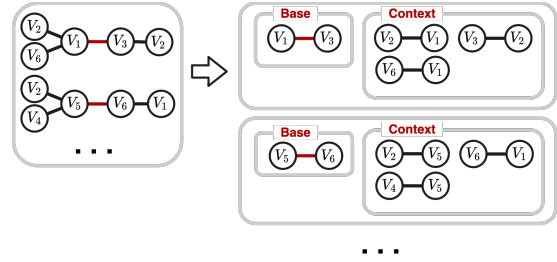 V₂
V₆ V₁ V₃ V₂
V₂
V₄ V₅ V₆ V₁
...
Base Context
V₁ V₃ V₂ V₁ V₃ V₂
V₆ V₁
Base Context
V₅ V₆ V₂ V₅ V₆ V₁
V₄ V₅
...